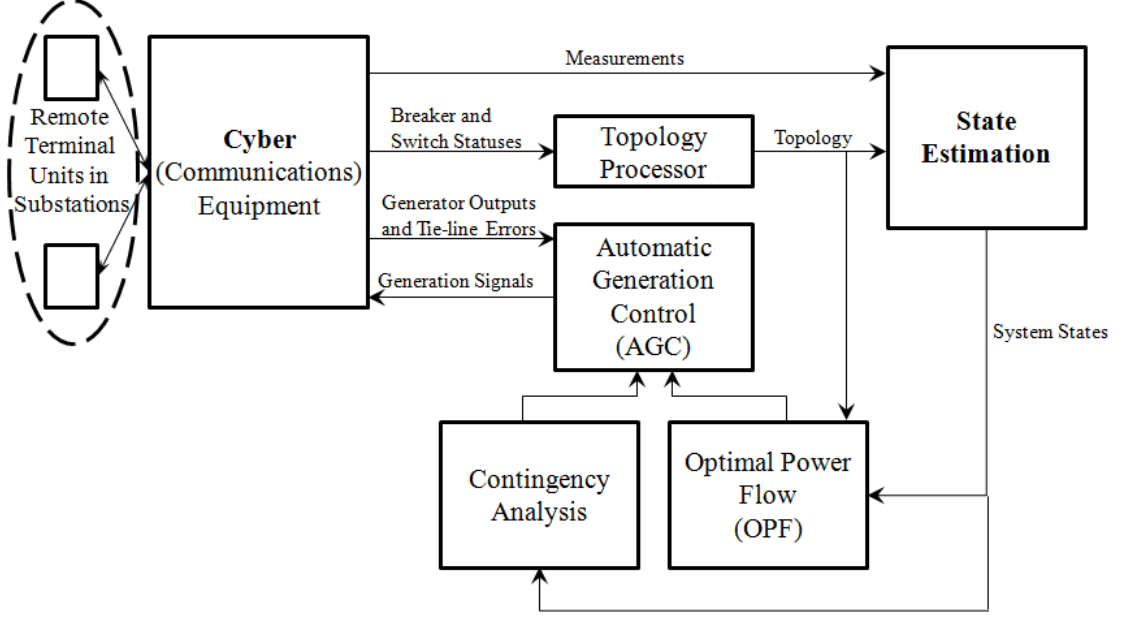 Remote
Terminal
Units in
Substations
Cyber
(Communications)
Equipment
Measurements
Breaker and
Switch Statuses
Topology
Processor
Topology
State
Estimation
Generator Outputs
and Tie-line Errors
Generation Signals
Automatic
Generation
Control
(AGC)
System States
Contingency
Analysis
Optimal Power
Flow
(OPF)